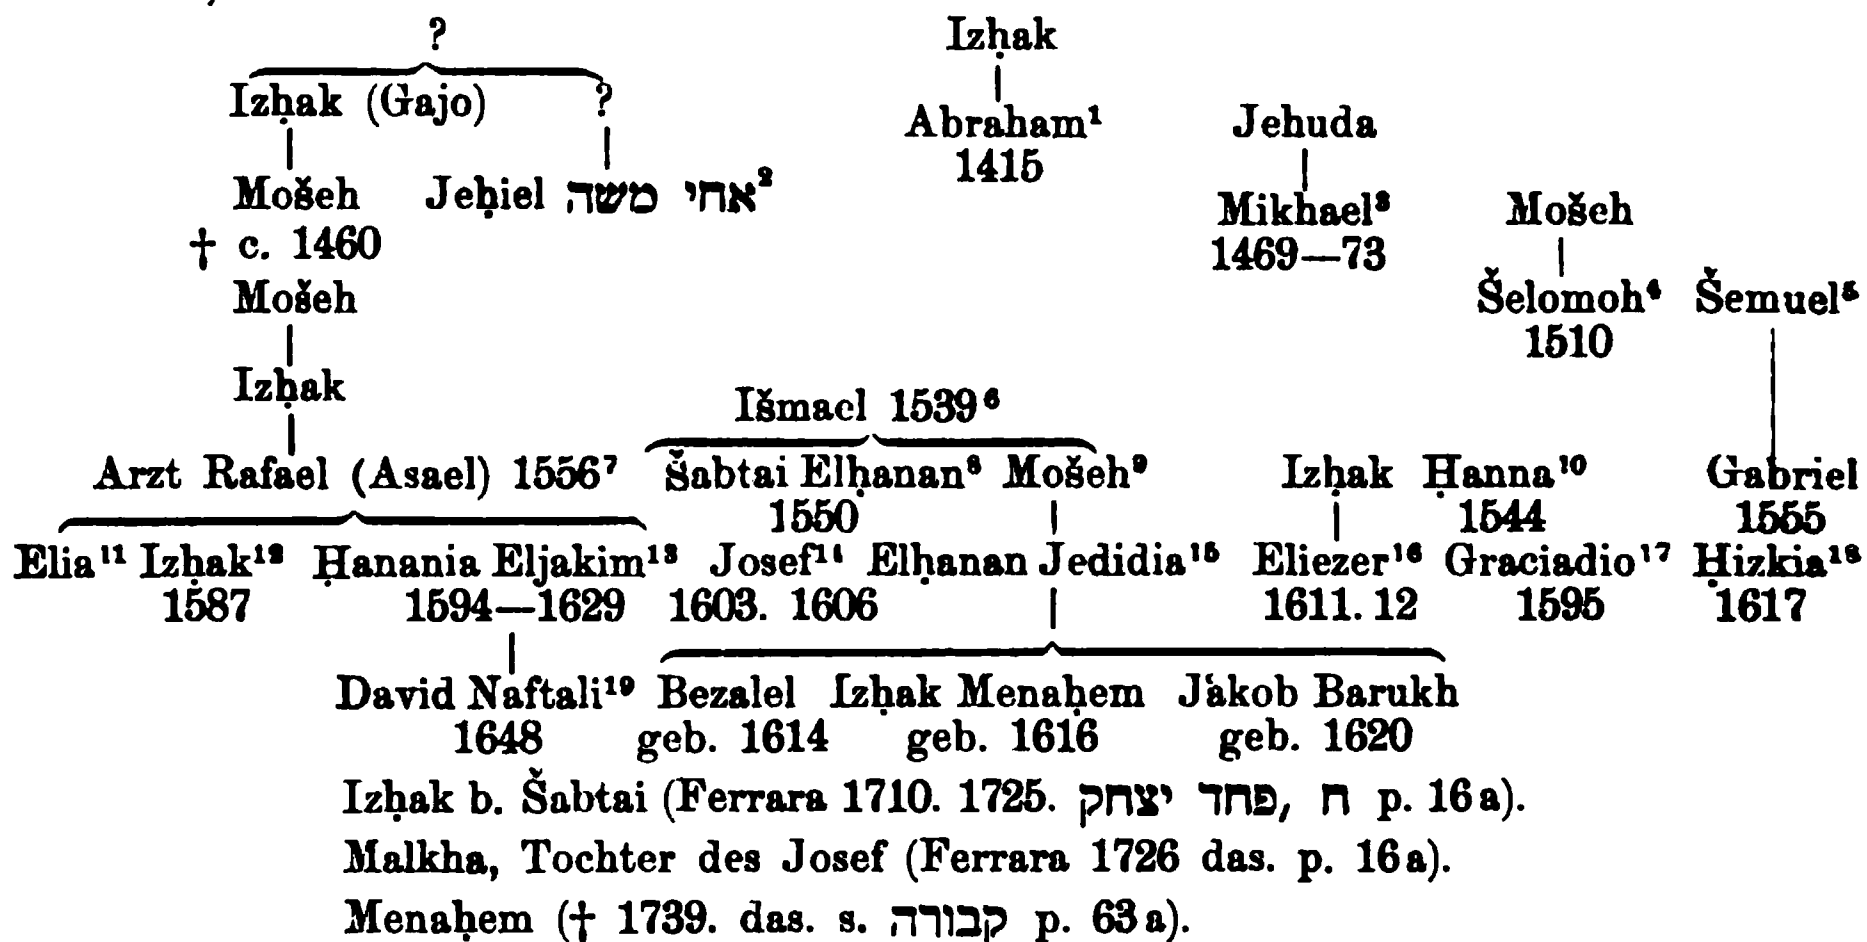 ? Izḥak
Izḥak (Gajo) ?
Abraham¹ Jehuda
1415
Mošeh Jeḥiel אחי משה²
Mikhael³ Mošeh
† c. 1460 1469—73
Mošeh Šelomoh⁴ Šemuel⁵
1510
Izḥak
Išmael 1539⁶
Arzt Rafael (Asael) 1556⁷ Šabtai Elḥanan⁸ Mošeh⁹ Izḥak Ḥanna¹⁰ Gabriel
1550 1544 1555
Elia¹¹ Izḥak¹² Ḥanania Eljakim¹³ Josef¹⁴ Elḥanan Jedidia¹⁵ Eliezer¹⁶ Graciadio¹⁷ Ḥizkia¹⁸
1587 1594—1629 1603. 1606 1611. 12 1595 1617
David Naftali¹⁹ Bezalel Izḥak Menaḥem Jakob Barukh
1648 geb. 1614 geb. 1616 geb. 1620
Izḥak b. Šabtai (Ferrara 1710. 1725. פחד יצחק, ח p. 16a).
Malkha, Tochter des Josef (Ferrara 1726 das. p. 16a).
Menaḥem († 1739. das. s. קבורה p. 63a).